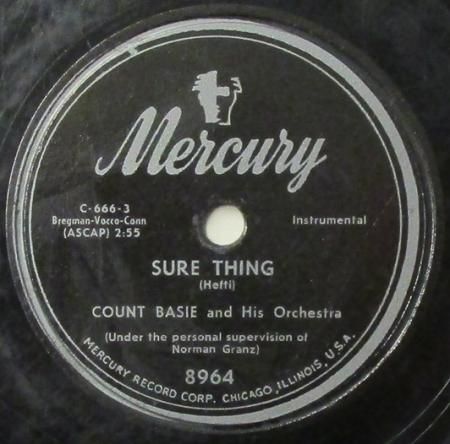 Mercury
C-666-3
Bregman-Vocco-Conn
(ASCAP) 2:55
Instrumental
SURE THING
(Hefti)
COUNT BASIE and His Orchestra
(Under the personal supervision of
Norman Granz)
8964
MERCURY RECORD CORP. CHICAGO, ILLINOIS, U.S.A.